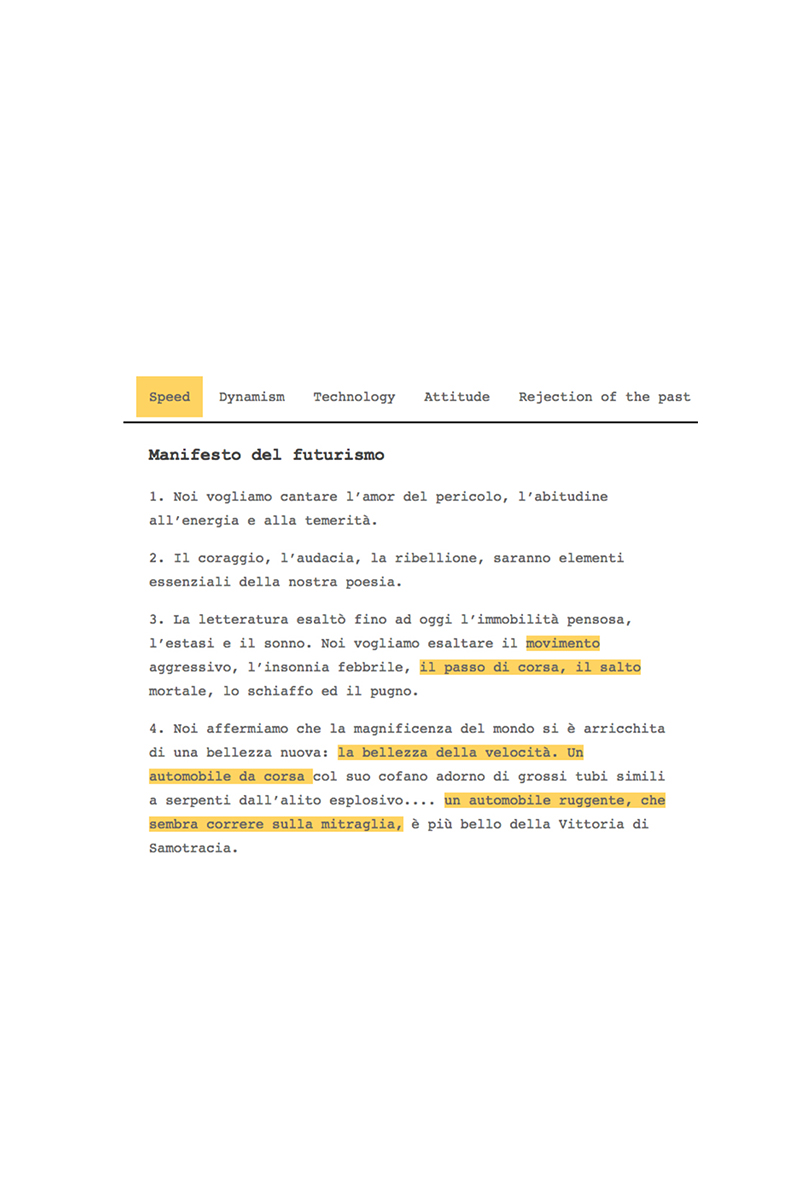 Speed Dynamism Technology Attitude Rejection of the past
Manifesto del futurismo
1. Noi vogliamo cantare l’amor del pericolo, l’abitudine
all’energia e alla temerità.
2. Il coraggio, l’audacia, la ribellione, saranno elementi
essenziali della nostra poesia.
3. La letteratura esaltò fino ad oggi l’immobilità pensosa,
l’estasi e il sonno. Noi vogliamo esaltare il movimento
aggressivo, l’insonnia febbrile, il passo di corsa, il salto
mortale, lo schiaffo ed il pugno.
4. Noi affermiamo che la magnificenza del mondo si è arricchita
di una bellezza nuova: la bellezza della velocità. Un
automobile da corsa col suo cofano adorno di grossi tubi simili
a serpenti dall’alito esplosivo.... un automobile ruggente, che
sembra correre sulla mitraglia, è più bello della Vittoria di
Samotracia.